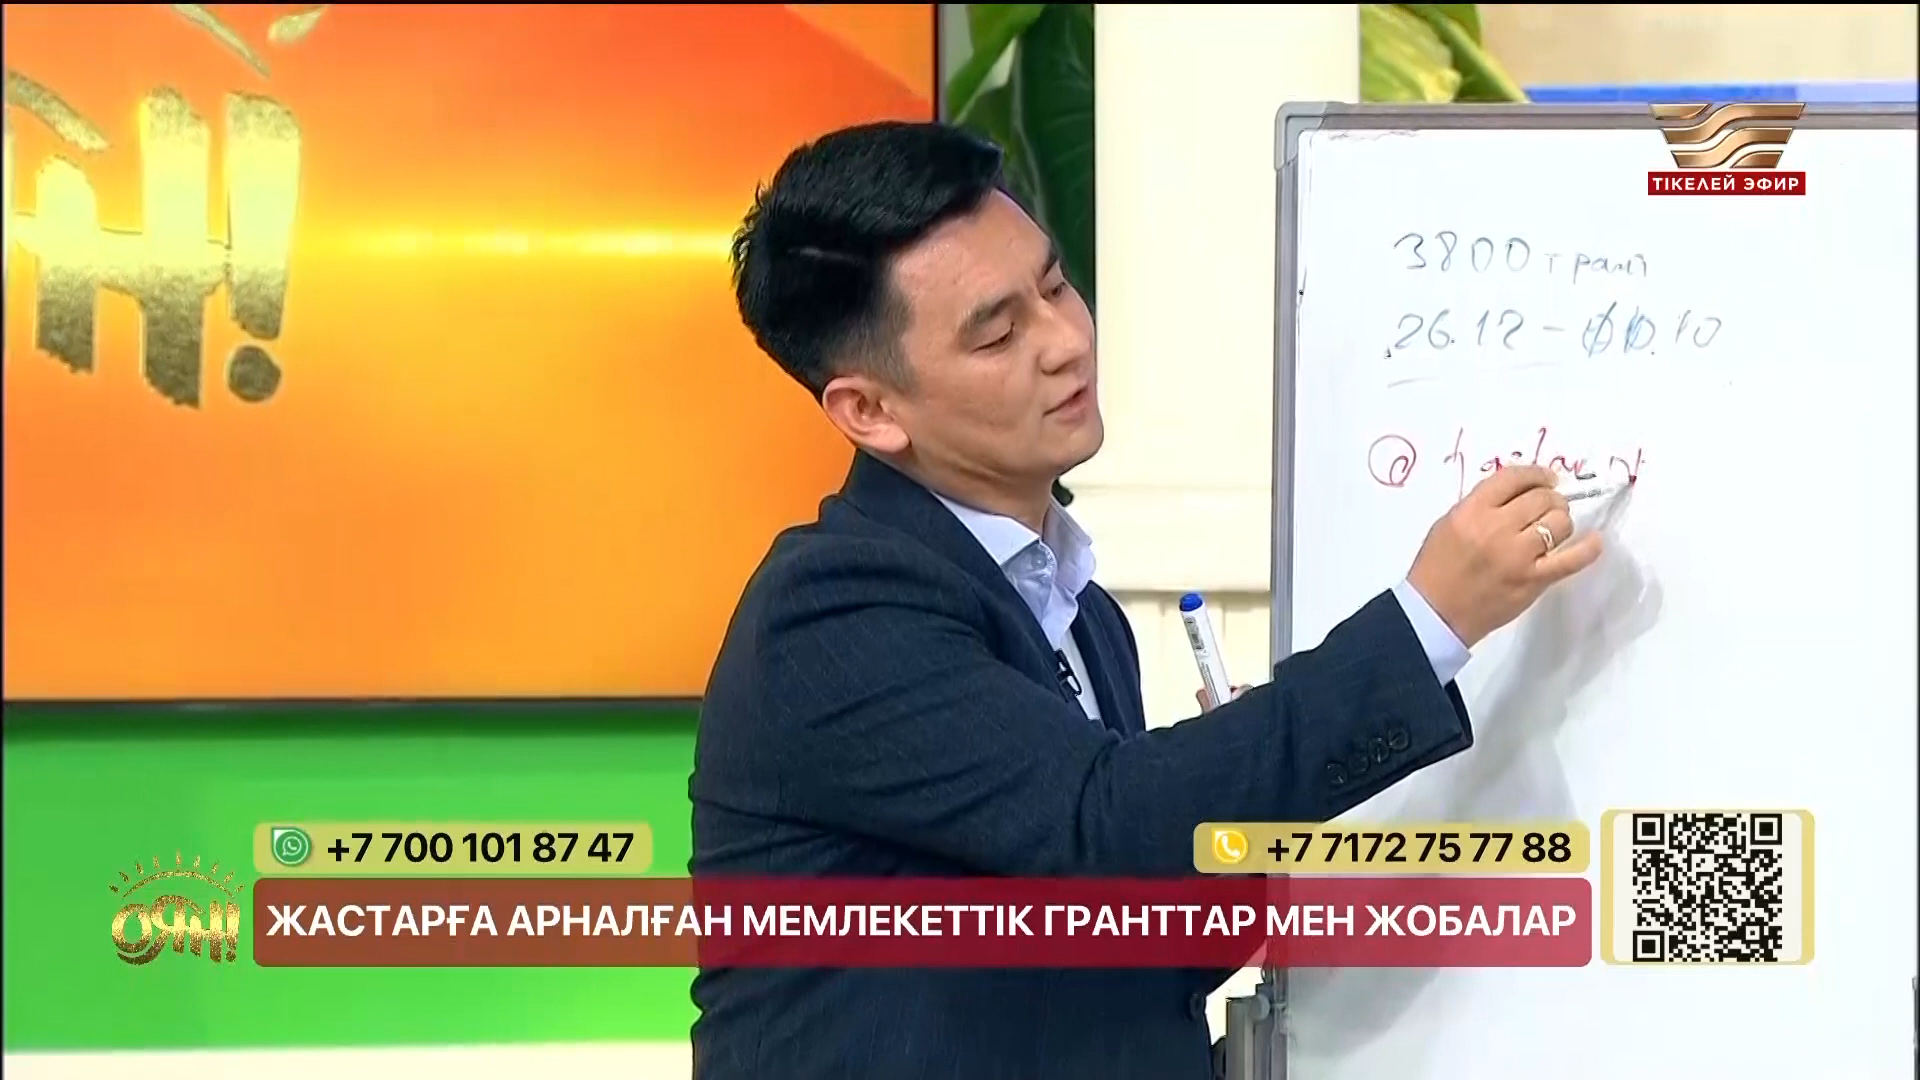 ТІКЕЛЕЙ ЭФИР
3800 грант
26.12 – 10.10
+7 700 101 87 47
+7 7172 75 77 88
ОЯН!
ЖАСТАРҒА АРНАЛҒАН МЕМЛЕКЕТТІК ГРАНТТАР МЕН ЖОБАЛАР